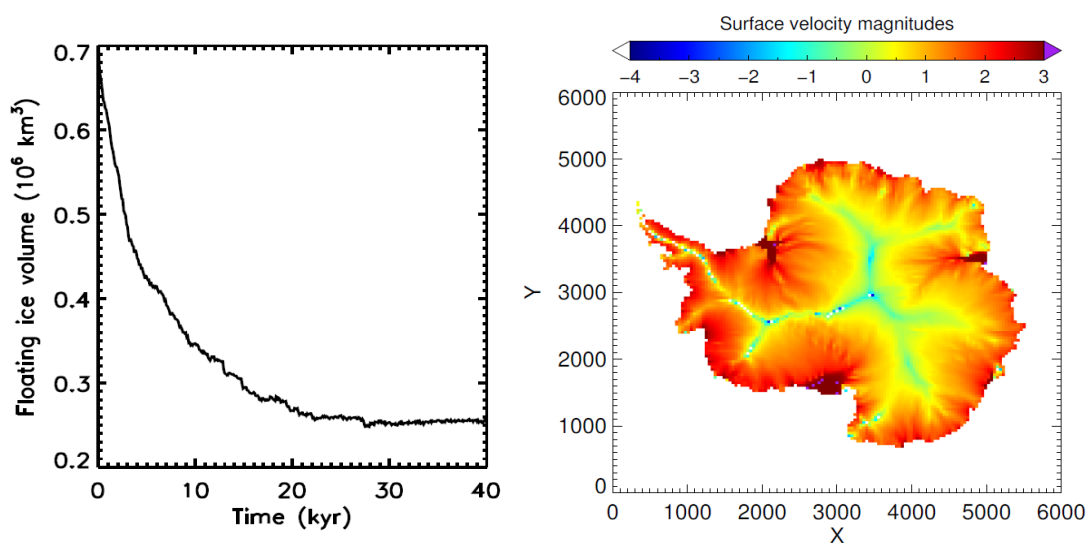 0.7
0.6
0.5
0.4
0.3
0.2
Floating ice volume (10⁶ km³)
0 10 20 30 40
Time (kyr)
Surface velocity magnitudes
−4 −3 −2 −1 0 1 2 3
6000
5000
4000
3000
2000
1000
0
Y
0 1000 2000 3000 4000 5000 6000
X